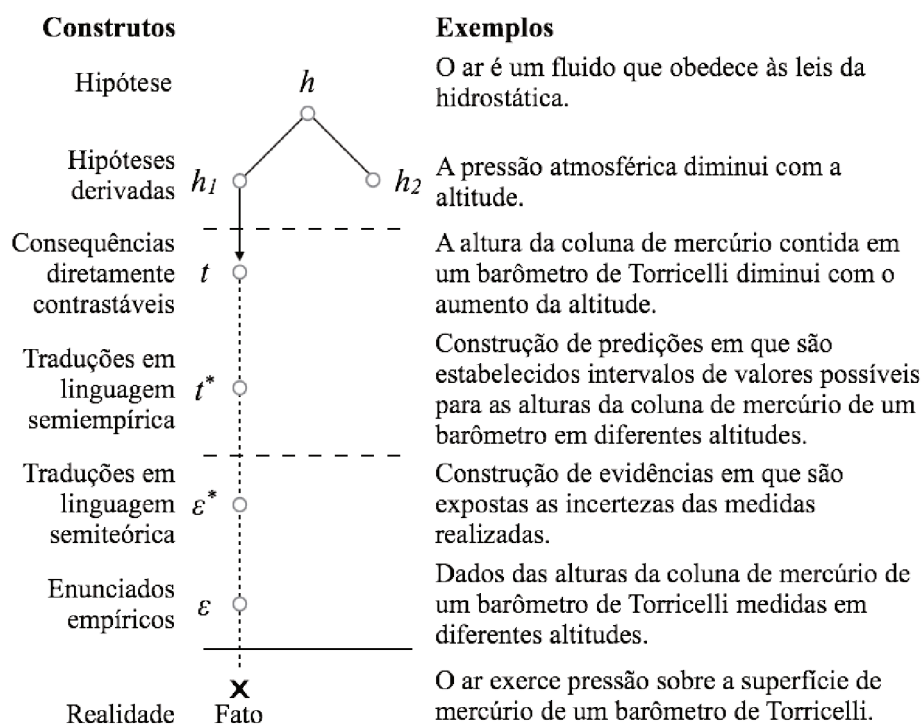 Construtos
Exemplos
Hipótese
h
O ar é um fluido que obedece às leis da
hidrostática.
Hipóteses
derivadas
h1
h2
A pressão atmosférica diminui com a
altitude.
Consequências
diretamente
contrastáveis
t
A altura da coluna de mercúrio contida em
um barômetro de Torricelli diminui com o
aumento da altitude.
Traduções em
linguagem
semiempírica
t*
Construção de predições em que são
estabelecidos intervalos de valores possíveis
para as alturas da coluna de mercúrio de um
barômetro em diferentes altitudes.
Traduções em
linguagem
semiteórica
ε*
Construção de evidências em que são
expostas as incertezas das medidas
realizadas.
Enunciados
empíricos
ε
Dados das alturas da coluna de mercúrio de
um barômetro de Torricelli medidas em
diferentes altitudes.
Realidade
Fato
O ar exerce pressão sobre a superfície de
mercúrio de um barômetro de Torricelli.